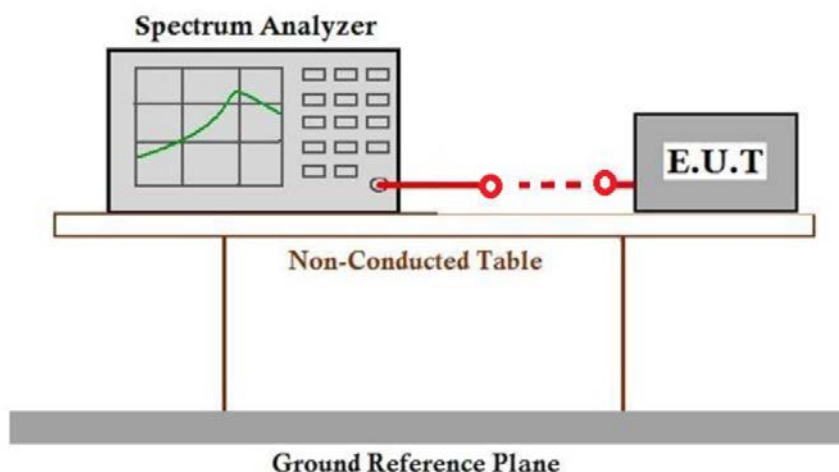 Spectrum Analyzer
E.U.T
Non-Conducted Table
Ground Reference Plane